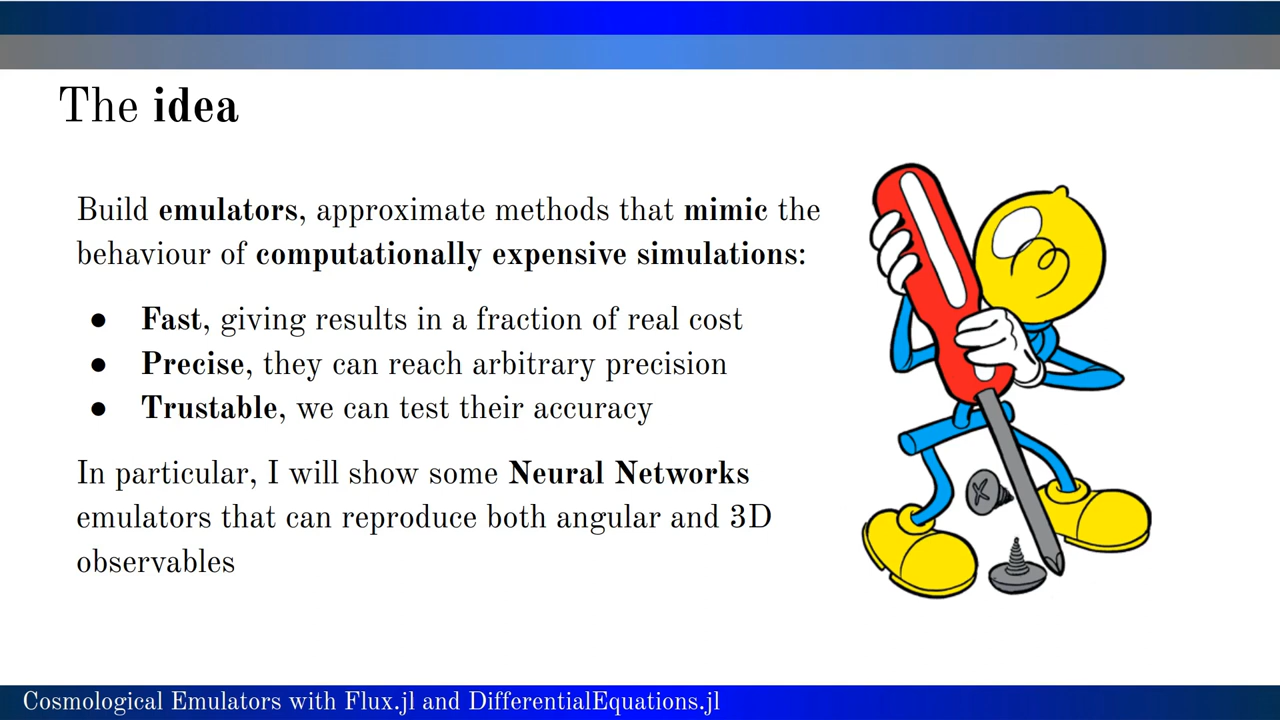 The idea
Build emulators, approximate methods that mimic the
behaviour of computationally expensive simulations:
● Fast, giving results in a fraction of real cost
● Precise, they can reach arbitrary precision
● Trustable, we can test their accuracy
In particular, I will show some Neural Networks
emulators that can reproduce both angular and 3D
observables
Cosmological Emulators with Flux.jl and DifferentialEquations.jl